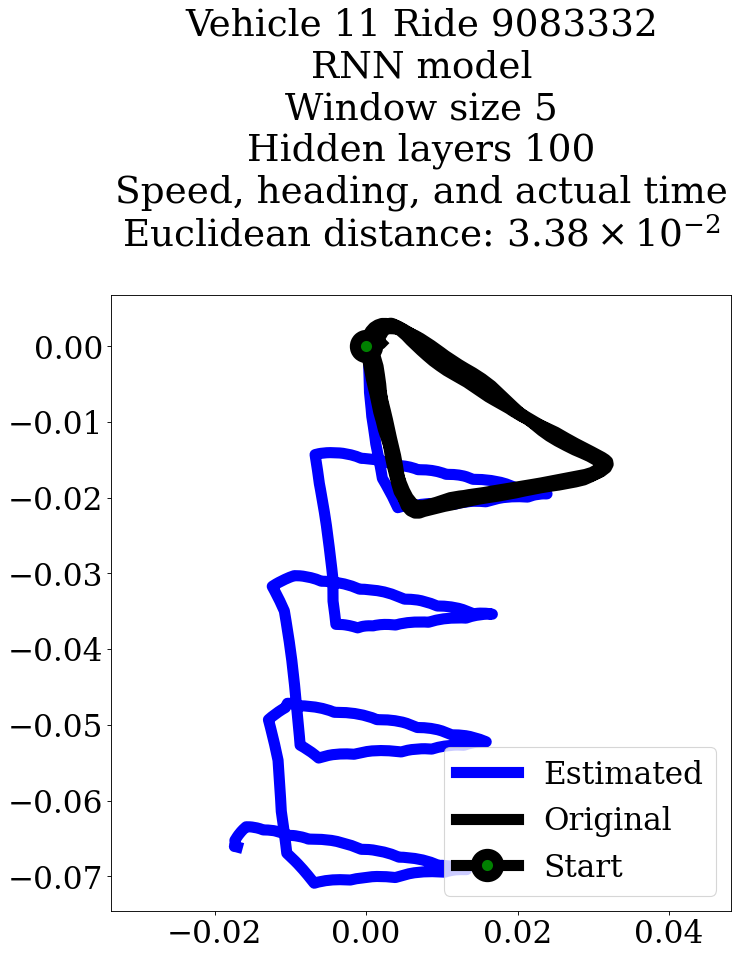 Vehicle 11 Ride 9083332
RNN model
Window size 5
Hidden layers 100
Speed, heading, and actual time
Euclidean distance: 3.38 × 10⁻²
0.00
−0.01
−0.02
−0.03
−0.04
−0.05
−0.06
−0.07
Estimated
Original
Start
−0.02 0.00 0.02 0.04